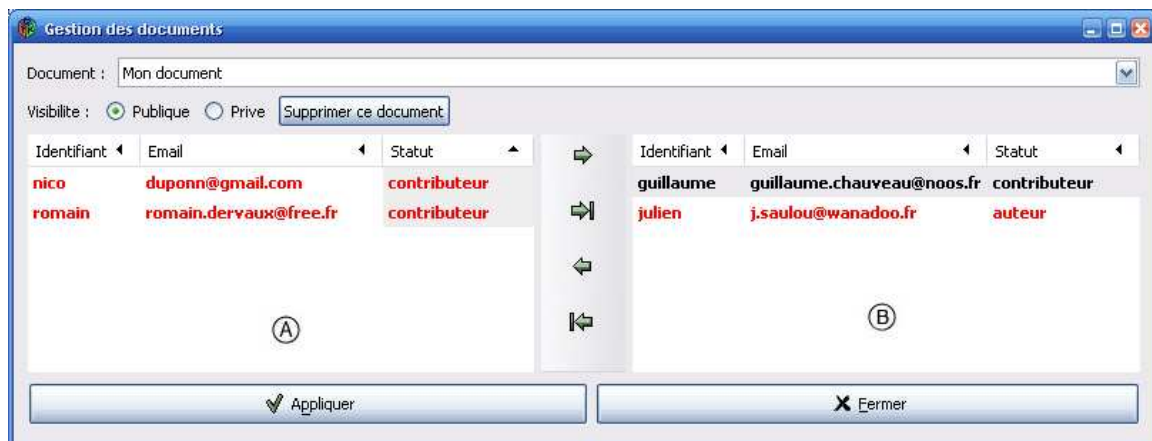 Gestion des documents
Document : Mon document
Visibilite : Publique Prive Supprimer ce document
Identifiant Email Statut
nico duponn@gmail.com contributeur
romain romain.dervaux@free.fr contributeur
A
Identifiant Email Statut
guillaume guillaume.chauveau@noos.fr contributeur
julien j.saulou@wanadoo.fr auteur
B
Appliquer
Fermer